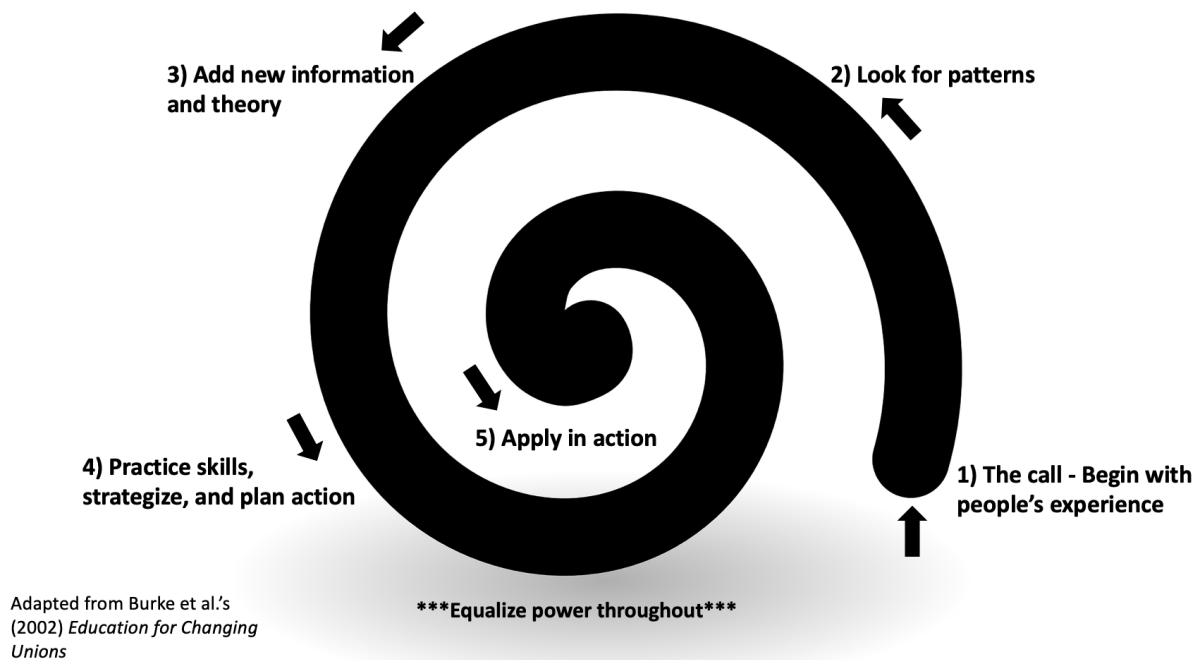 1) The call - Begin with
people’s experience
2) Look for patterns
3) Add new information
and theory
4) Practice skills,
strategize, and plan action
5) Apply in action
***Equalize power throughout***
Adapted from Burke et al.’s
(2002) Education for Changing
Unions